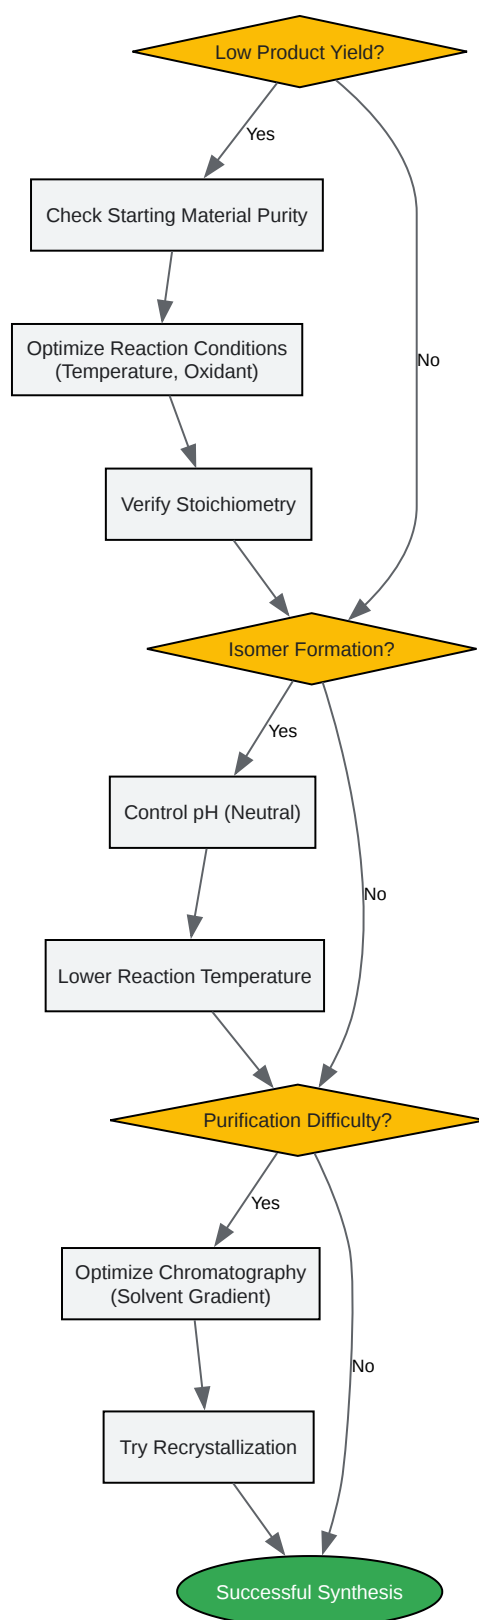 Low Product Yield?
Yes
Check Starting Material Purity
Optimize Reaction Conditions
(Temperature, Oxidant)
No
Verify Stoichiometry
Isomer Formation?
Yes
Control pH (Neutral)
No
Lower Reaction Temperature
Purification Difficulty?
Yes
Optimize Chromatography
(Solvent Gradient)
No
Try Recrystallization
Successful Synthesis